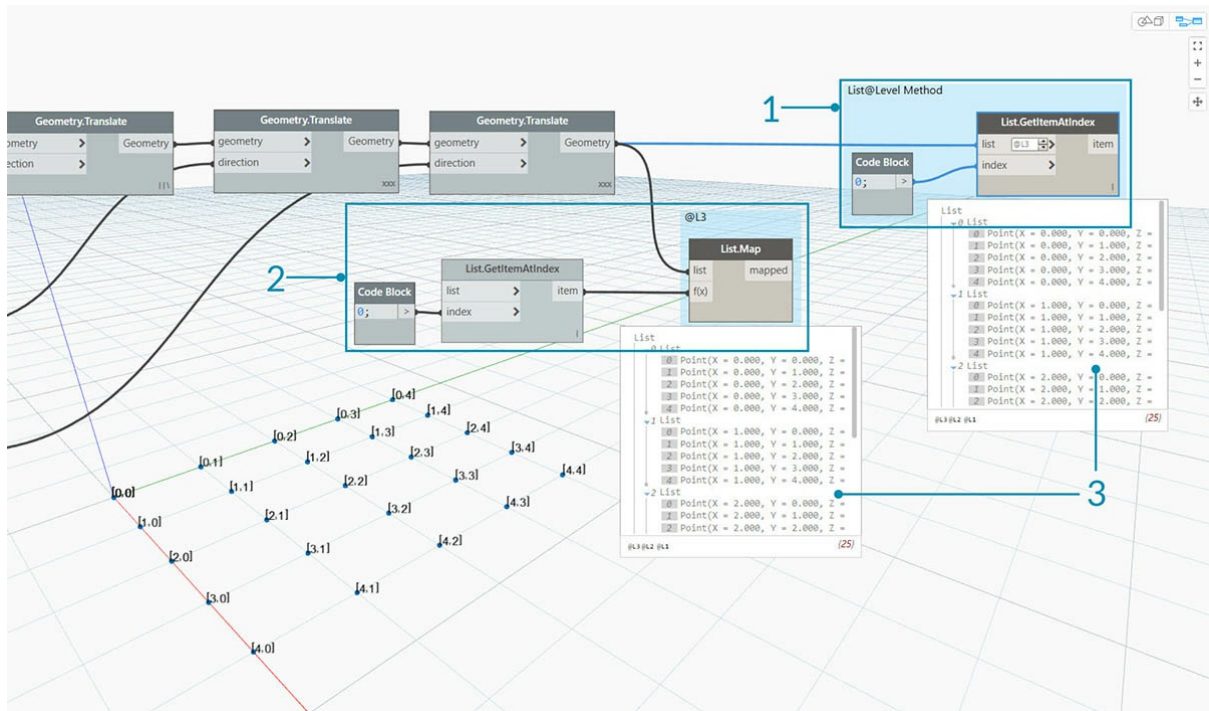 List@Level Method
1
Geometry.Translate
ometry > Geometry
ection >
Geometry.Translate
geometry > Geometry
direction >
xxx
Geometry.Translate
geometry > Geometry
direction >
xxx
List.GetItemAtIndex
list @L3 > item
index >
Code Block
0; >
List
0 List
0 Point(X = 0.000, Y = 0.000, Z =
1 Point(X = 0.000, Y = 1.000, Z =
2 Point(X = 0.000, Y = 2.000, Z =
3 Point(X = 0.000, Y = 3.000, Z =
4 Point(X = 0.000, Y = 4.000, Z =
1 List
0 Point(X = 1.000, Y = 0.000, Z =
1 Point(X = 1.000, Y = 1.000, Z =
2 Point(X = 1.000, Y = 2.000, Z =
3 Point(X = 1.000, Y = 3.000, Z =
4 Point(X = 1.000, Y = 4.000, Z =
2 List
0 Point(X = 2.000, Y = 0.000, Z =
1 Point(X = 2.000, Y = 1.000, Z =
2 Point(X = 2.000, Y = 2.000, Z =
@L3 @L2 @L1 {25}
2
@L3
List.Map
list mapped
f(x)
List.GetItemAtIndex
list > item
index >
Code Block
0; >
List
0 List
0 Point(X = 0.000, Y = 0.000, Z =
1 Point(X = 0.000, Y = 1.000, Z =
2 Point(X = 0.000, Y = 2.000, Z =
3 Point(X = 0.000, Y = 3.000, Z =
4 Point(X = 0.000, Y = 4.000, Z =
1 List
0 Point(X = 1.000, Y = 0.000, Z =
1 Point(X = 1.000, Y = 1.000, Z =
2 Point(X = 1.000, Y = 2.000, Z =
3 Point(X = 1.000, Y = 3.000, Z =
4 Point(X = 1.000, Y = 4.000, Z =
2 List
0 Point(X = 2.000, Y = 0.000, Z =
1 Point(X = 2.000, Y = 1.000, Z =
2 Point(X = 2.000, Y = 2.000, Z =
@L3 @L2 @L1 {25}
3
[0.4]
[0.3] [1.4]
[0.2] [1.3] [2.4]
[0.1] [1.2] [2.3] [3.4]
[0.0] [1.1] [2.2] [3.3] [4.4]
[1.0] [2.1] [3.2] [4.3]
[2.0] [3.1] [4.2]
[3.0] [4.1]
[4.0]